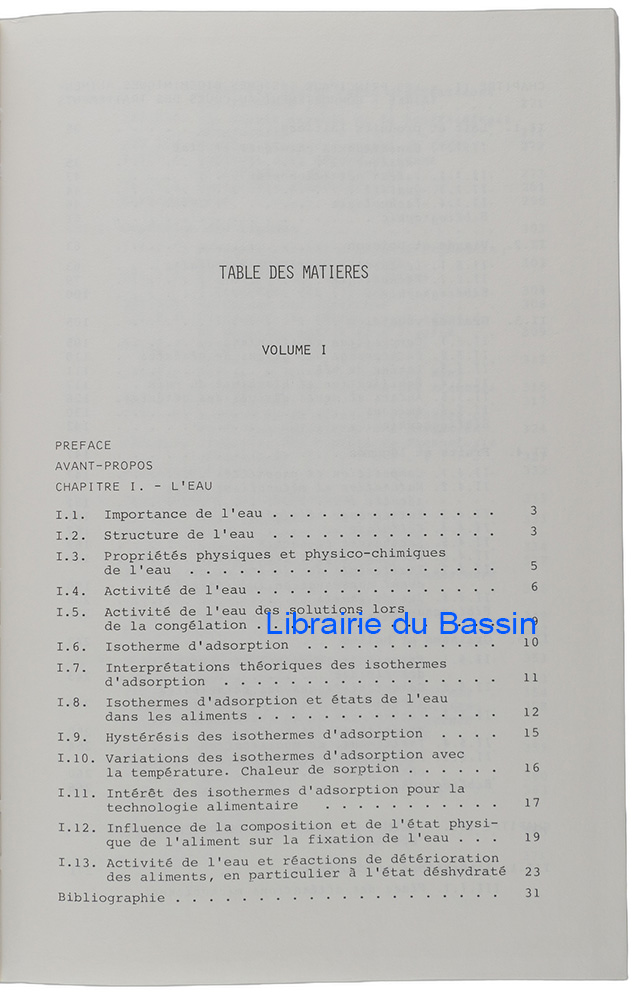 TABLE DES MATIERES
VOLUME I
PREFACE
AVANT-PROPOS
CHAPITRE I. - L'EAU
I.1. Importance de l'eau . . . . . . . . . . . . . . 3
I.2. Structure de l'eau . . . . . . . . . . . . . . 3
I.3. Propriétés physiques et physico-chimiques
de l'eau . . . . . . . . . . . . . . . . . . 5
I.4. Activité de l'eau . . . . . . . . . . . . . . . 6
I.5. Activité de l'eau des solutions lors
de la congélation . . . . . . . . . . . . . . . 9
Librairie du Bassin
I.6. Isotherme d'adsorption . . . . . . . . . . . . 10
I.7. Interprétations théoriques des isothermes
d'adsorption . . . . . . . . . . . . . . . . . 11
I.8. Isothermes d'adsorption et états de l'eau
dans les aliments . . . . . . . . . . . . . . . 12
I.9. Hystérésis des isothermes d'adsorption . . . . 15
I.10. Variations des isothermes d'adsorption avec
la température. Chaleur de sorption . . . . . . 16
I.11. Intérêt des isothermes d'adsorption pour la
technologie alimentaire . . . . . . . . . . . 17
I.12. Influence de la composition et de l'état physi-
que de l'aliment sur la fixation de l'eau . . . 19
I.13. Activité de l'eau et réactions de détérioration
des aliments, en particulier à l'état déshydraté 23
Bibliographie . . . . . . . . . . . . . . . . . . . . . . 31